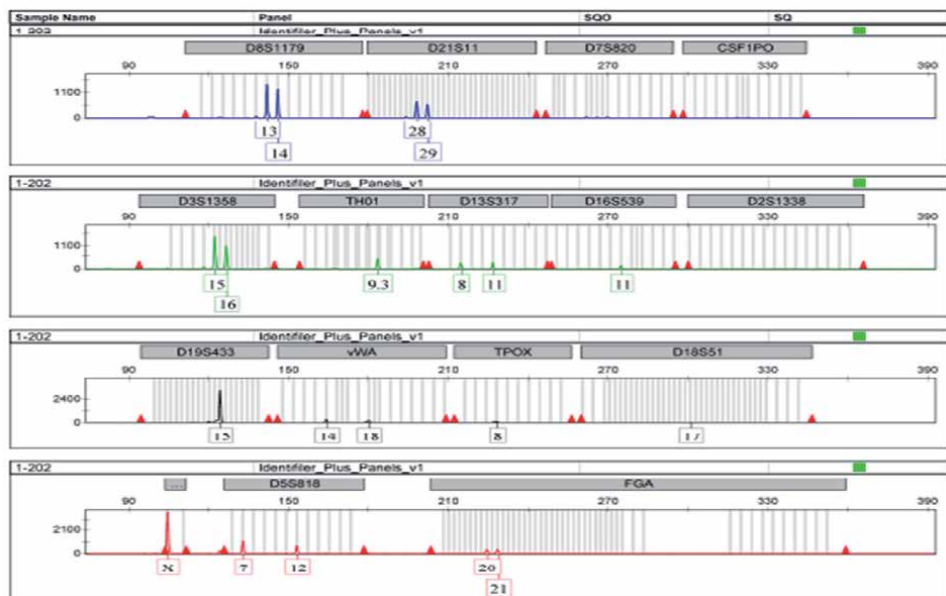 Sample Name Panel SQO SQ
1-202 Identifiler_Plus_Panels_v1
D8S1179 D21S11 D7S820 CSF1PO
90 150 210 270 330 390
1100
0
13 28
14 29
1-202 Identifiler_Plus_Panels_v1
D3S1358 TH01 D13S317 D16S539 D2S1338
90 150 210 270 330 390
1100
0
15 9.3 8 11 11
16
1-202 Identifiler_Plus_Panels_v1
D19S433 vWA TPOX D18S51
90 150 210 270 330 390
2400
0
15 14 18 8 17
1-202 Identifiler_Plus_Panels_v1
... D5S818 FGA
90 150 210 270 330 390
2100
0
X 7 12 20
21